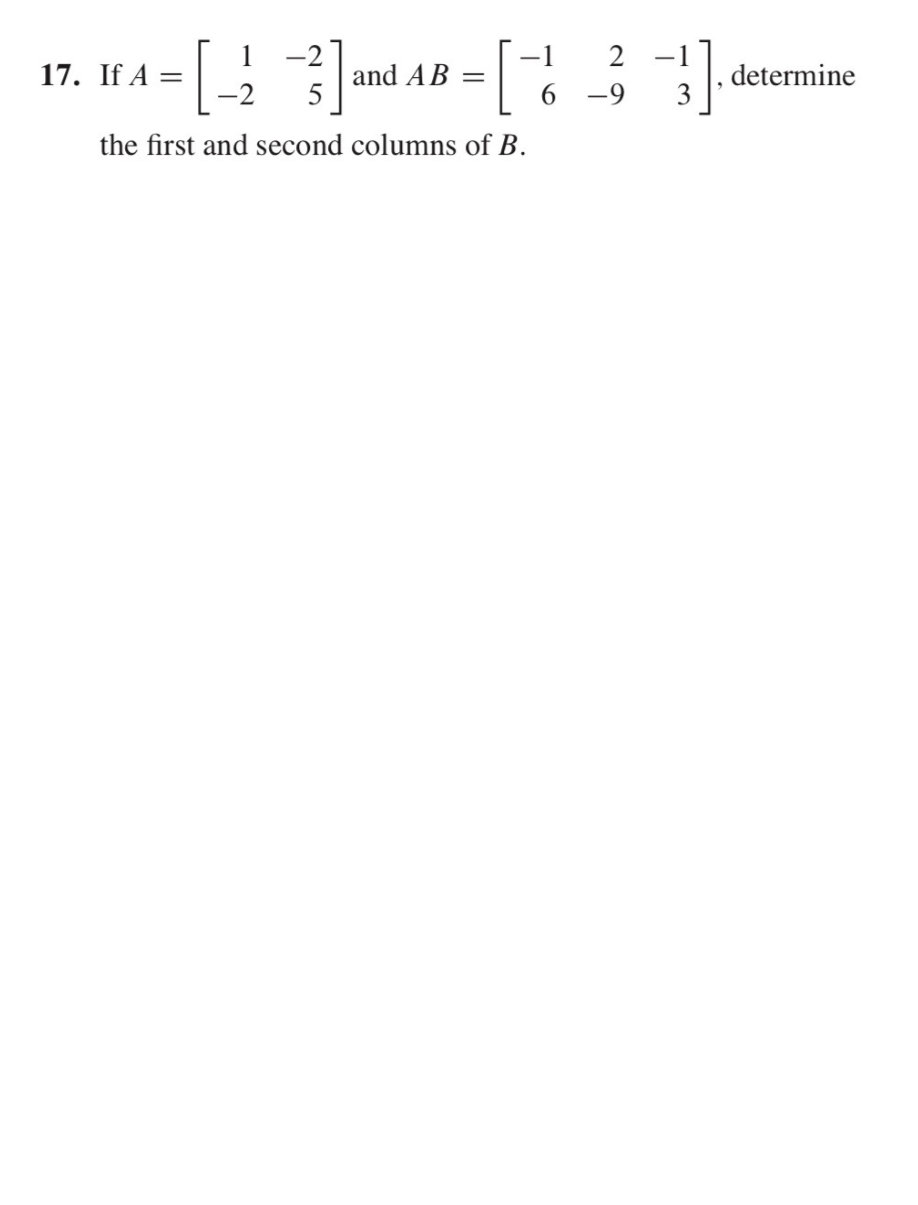 17. If A = [ 1 −2 −2 5 ] and AB = [ −1 2 −1 6 −9 3 ], determine
the first and second columns of B.